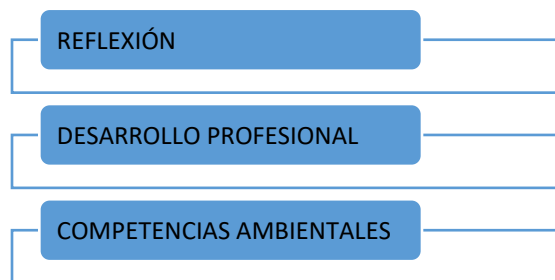 REFLEXIÓN
DESARROLLO PROFESIONAL
COMPETENCIAS AMBIENTALES